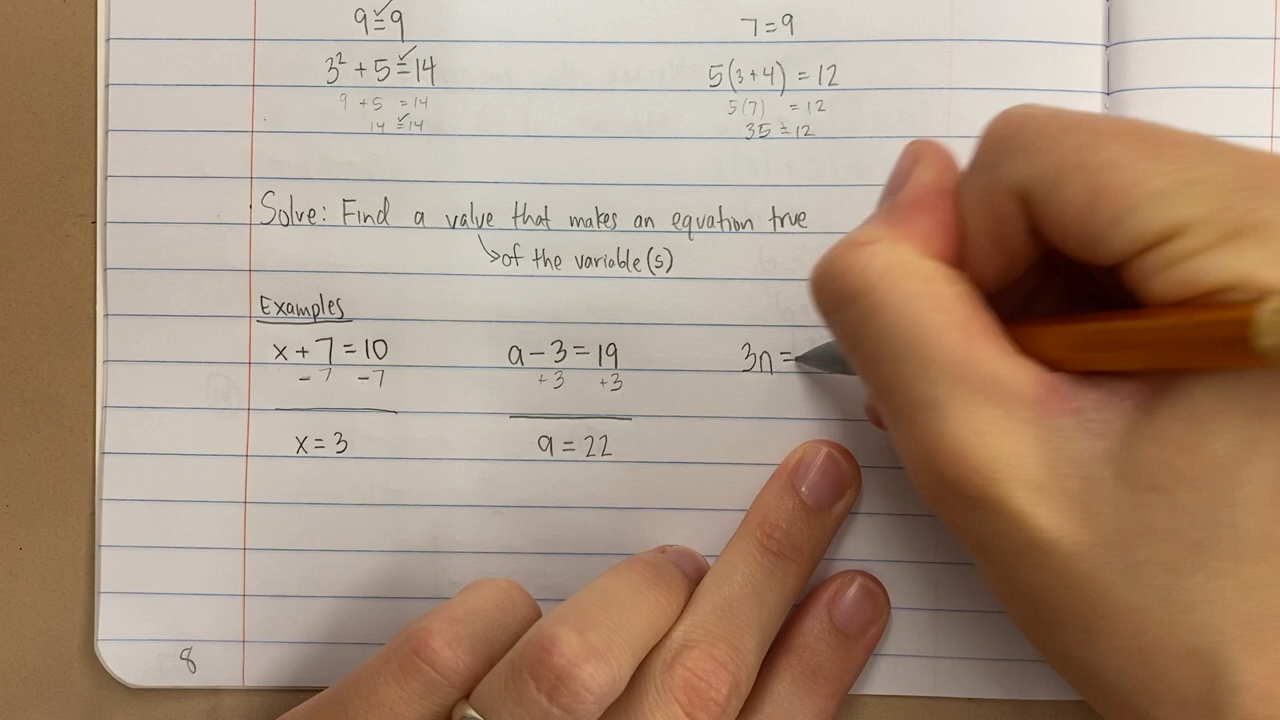 9 = 9
7 = 9
3² + 5 = 14
5(3+4) = 12
9 + 5 = 14
5(7) = 12
14 = 14
35 ≠ 12
Solve: Find a value that makes an equation true
↳of the variable(s)
Examples
x + 7 = 10
a - 3 = 19
3n =
- 7 -7
+3 +3
x = 3
a = 22
8